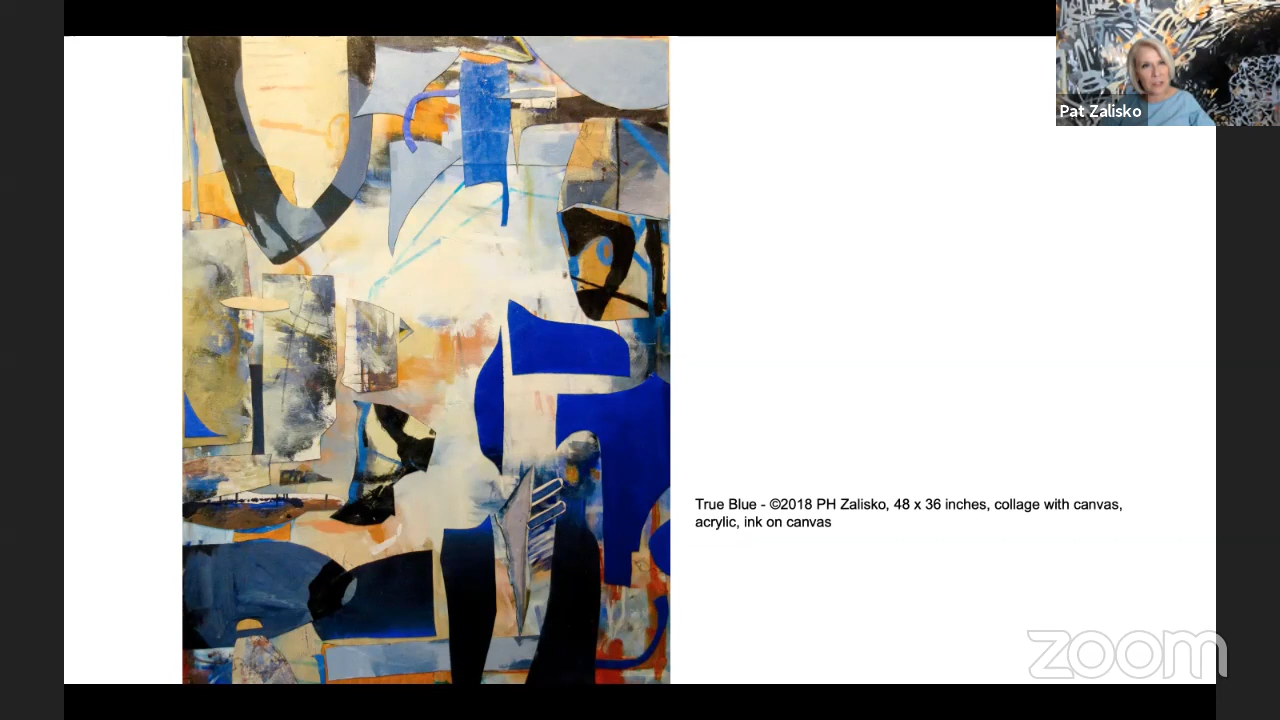 Pat Zalisko
True Blue - ©2018 PH Zalisko, 48 x 36 inches, collage with canvas,
acrylic, ink on canvas
zoom